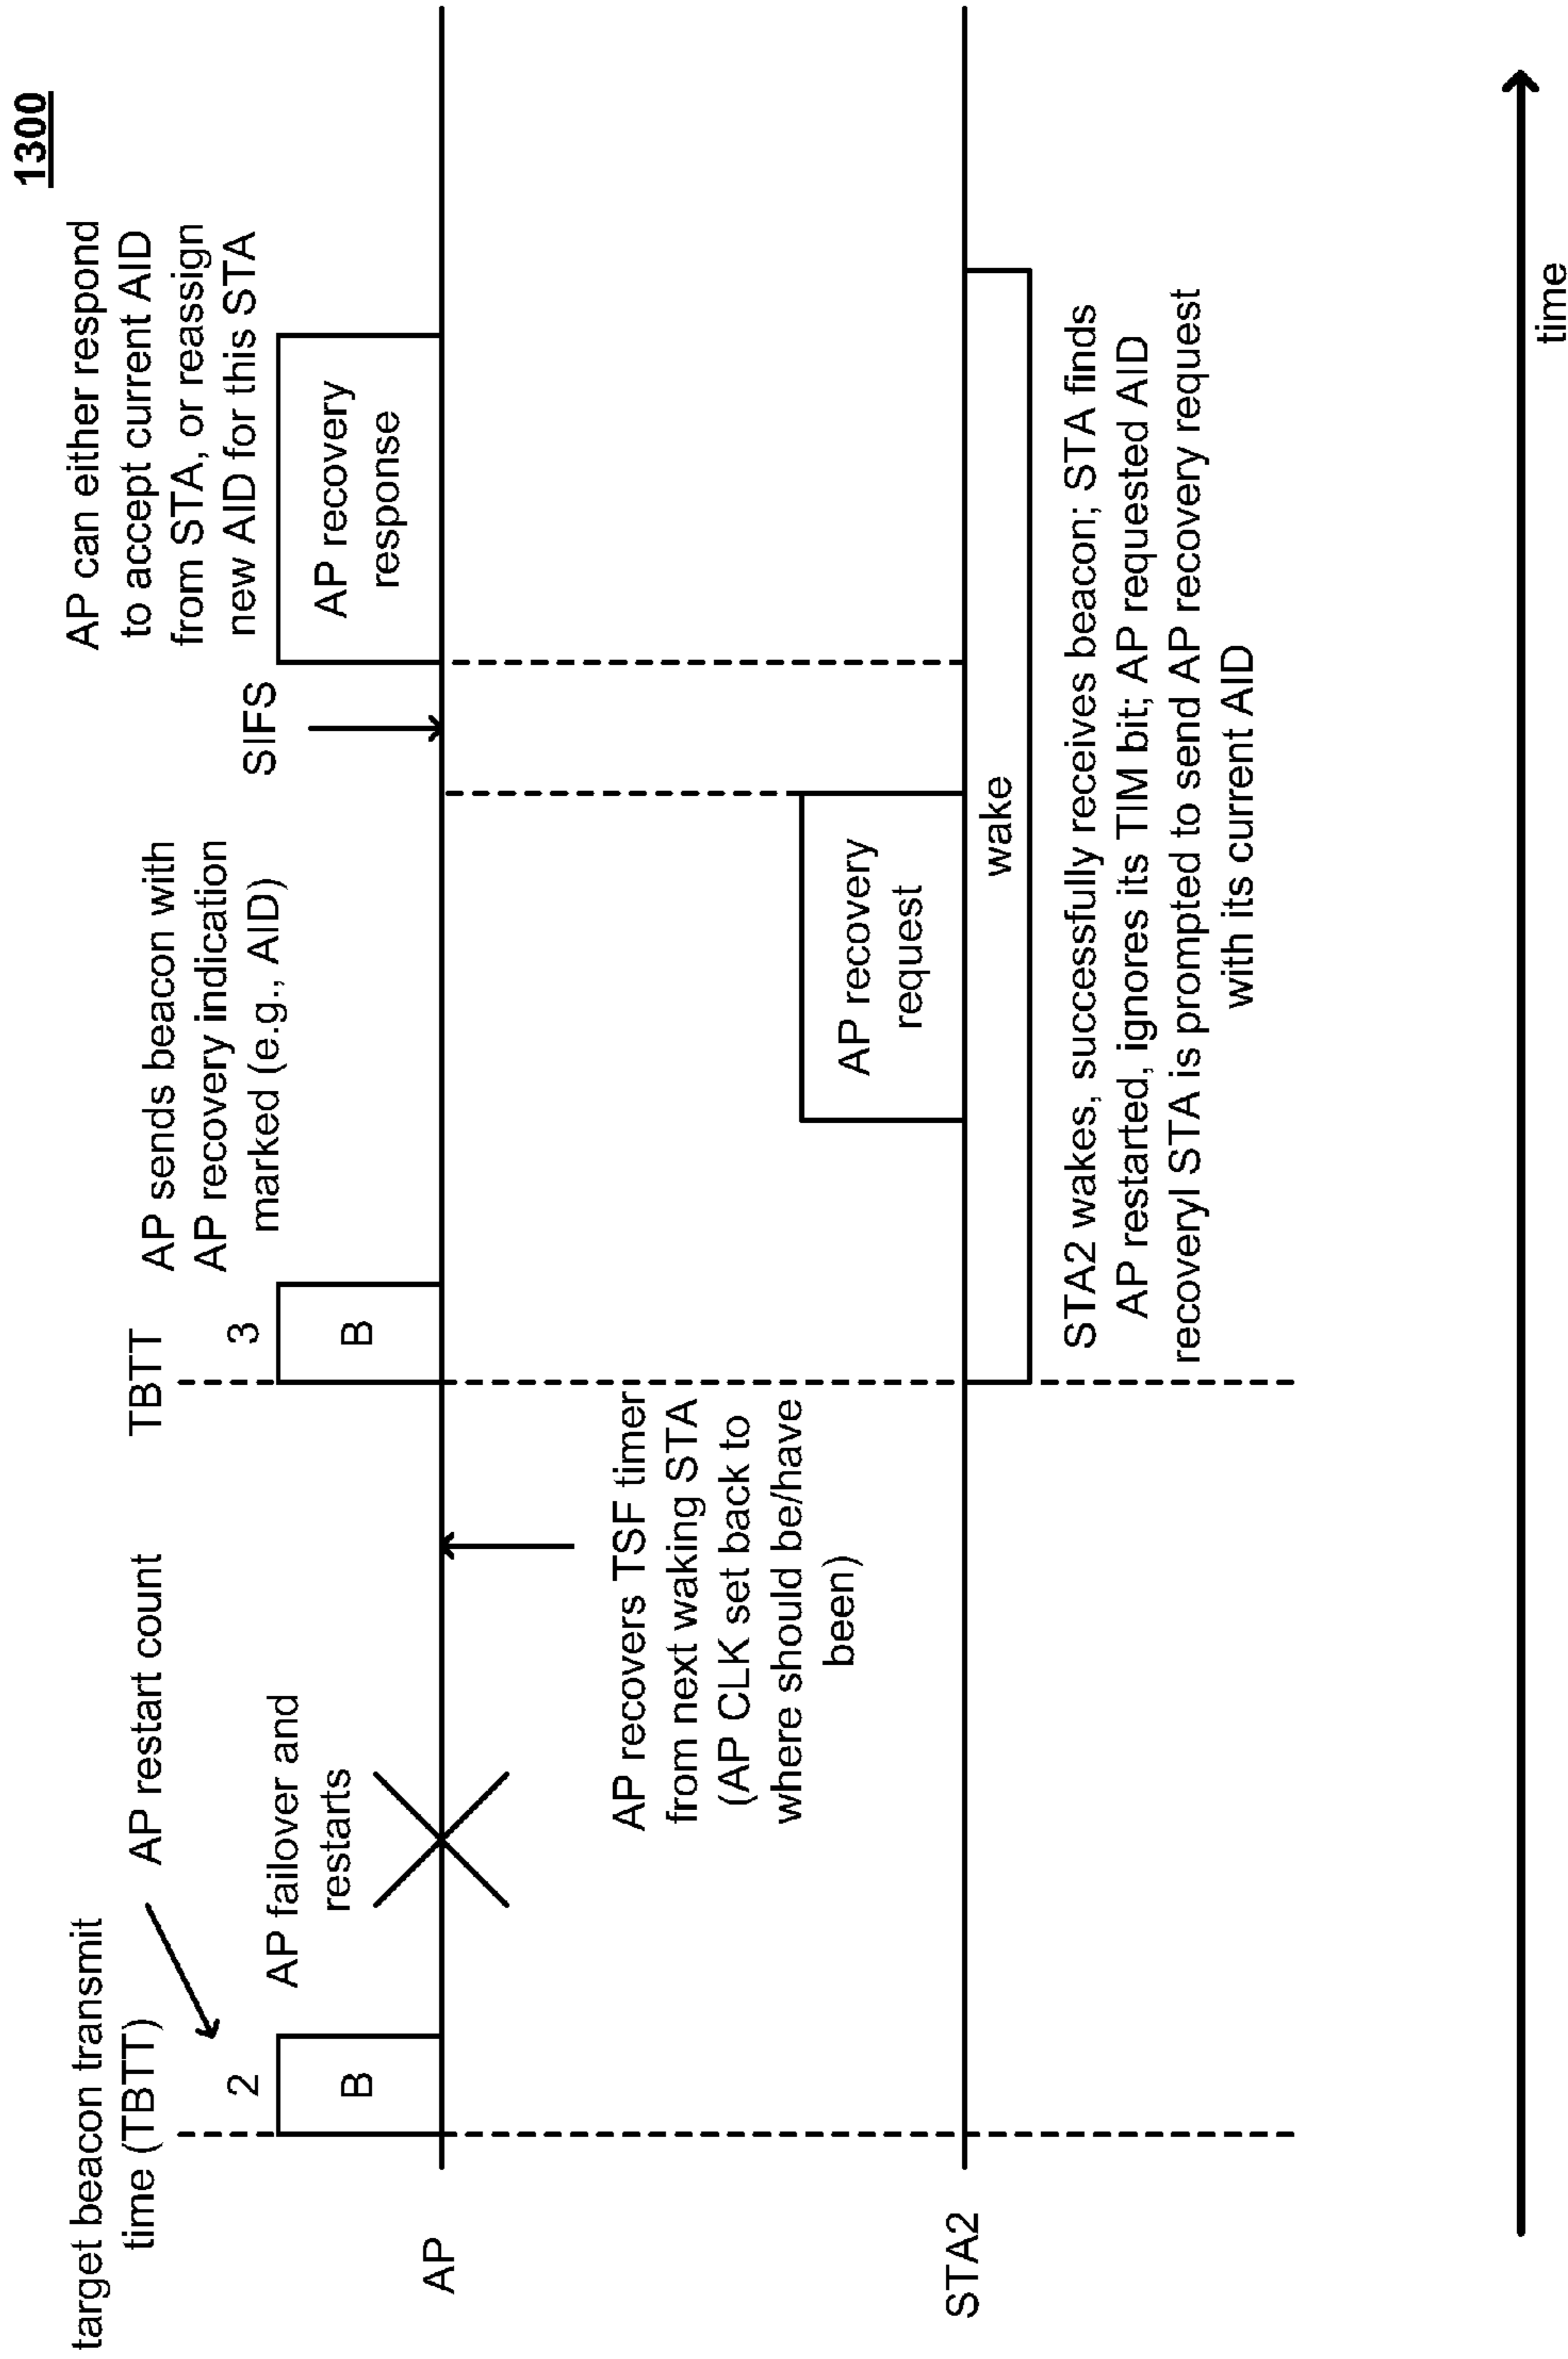 1300
target beacon transmit
time (TBTT)
AP restart count
2
B
AP failover and
restarts
TBTT
3
B
AP sends beacon with
AP recovery indication
marked (e.g., AID)
SIFS
AP can either respond
to accept current AID
from STA, or reassign
new AID for this STA
AP recovery
response
AP
AP recovers TSF timer
from next waking STA
(AP CLK set back to
where should be/have
been)
AP recovery
request
STA2
wake
STA2 wakes, successfully receives beacon; STA finds
AP restarted, ignores its TIM bit; AP requested AID
recoveryl STA is prompted to send AP recovery request
with its current AID
time